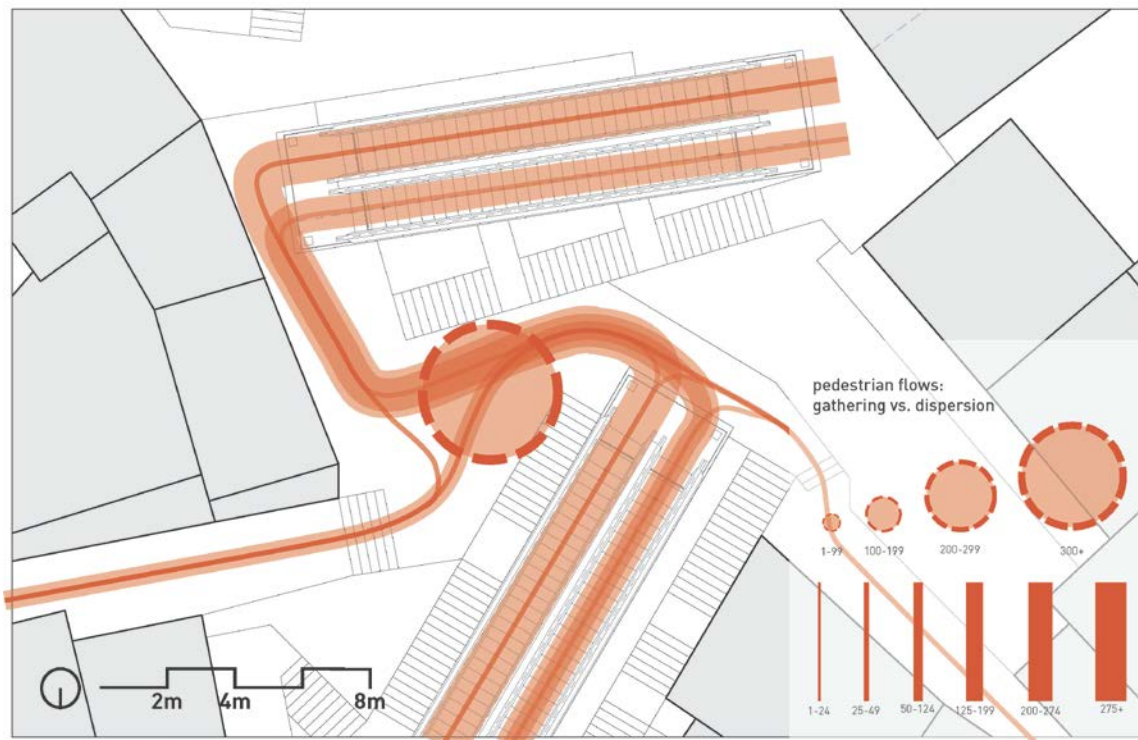 pedestrian flows:
gathering vs. dispersion
1-99
100-199
200-299
300+
1-24
25-49
50-124
125-199
200-274
275+
2m
4m
8m